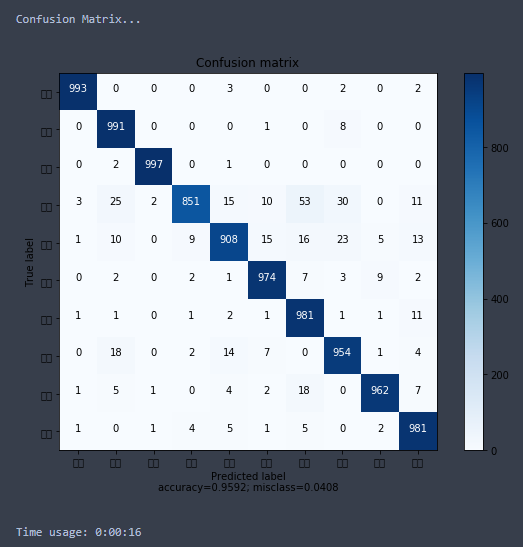 Confusion Matrix...
Confusion matrix
993 0 0 0 3 0 0 2 0 2
0 991 0 0 0 1 0 8 0 0
0 2 997 0 1 0 0 0 0 0
3 25 2 851 15 10 53 30 0 11
1 10 0 9 908 15 16 23 5 13
0 2 0 2 1 974 7 3 9 2
1 1 0 1 2 1 981 1 1 11
0 18 0 2 14 7 0 954 1 4
1 5 1 0 4 2 18 0 962 7
1 0 1 4 5 1 5 0 2 981
True label
Predicted label
accuracy=0.9592; misclass=0.0408
800
600
400
200
0
Time usage: 0:00:16